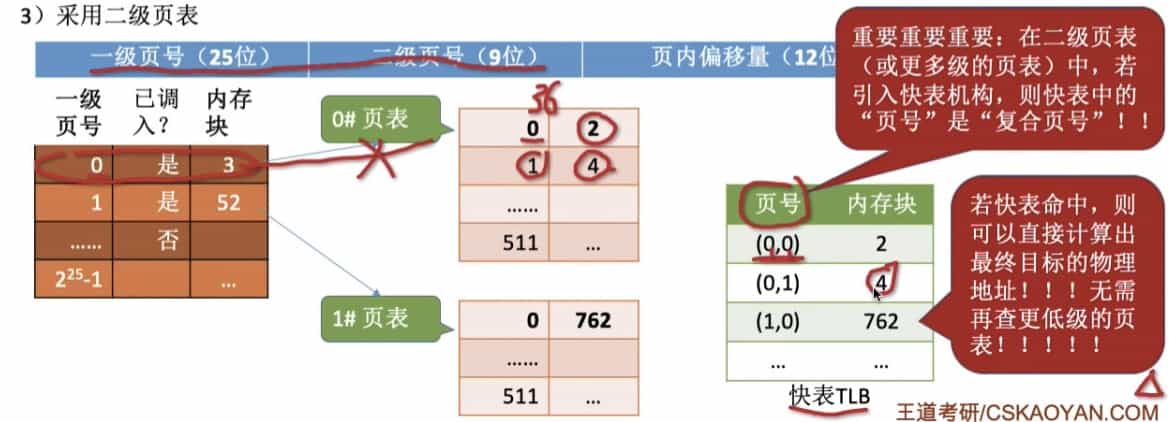 3）采用二级页表
一级页号（25位） 二级页号（9位） 页内偏移量（12位
重要重要重要：在二级页表
（或更多级的页表）中，若
引入快表机构，则快表中的
“页号”是“复合页号”！！
一级页号 已调入？ 内存块
0 是 3
1 是 52
…… 否
2²⁵-1 ...
0# 页表
36
0 2
1 4
……
511 ...
1# 页表
0 762
……
511 ...
页号 内存块
(0,0) 2
(0,1) 4
(1,0) 762
... ...
快表TLB
若快表命中，则
可以直接计算出
最终目标的物理
地址！！！无需
再查更低级的页
表！！！！！
王道考研/CSKAOYAN.COM